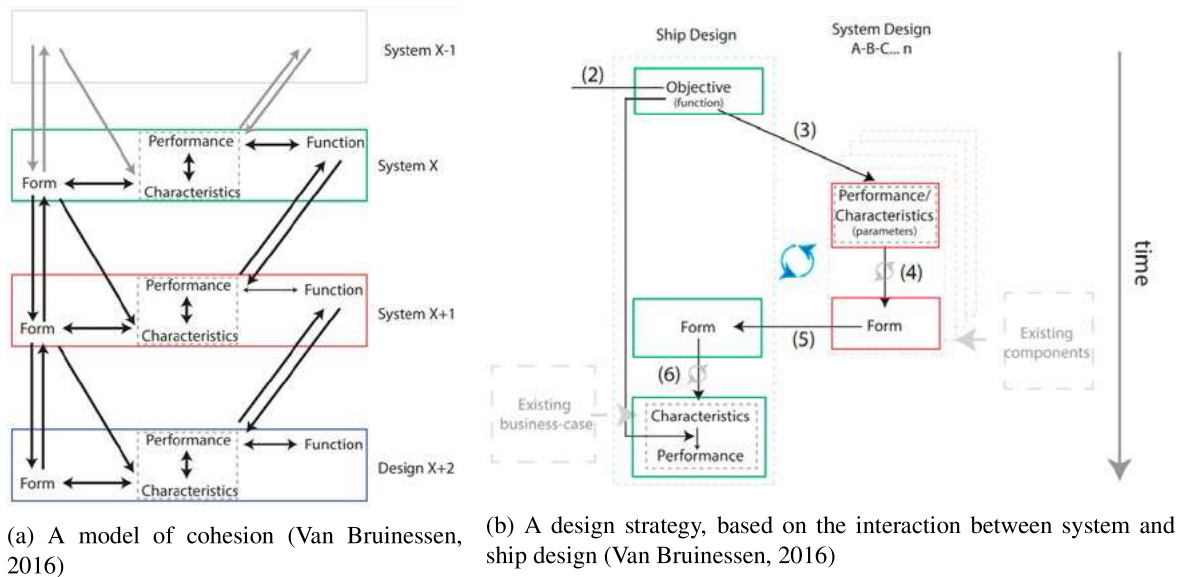 System X-1
Performance
Function
System X
Form
Characteristics
Performance
Function
System X+1
Form
Characteristics
Performance
Function
Design X+2
Form
Characteristics
(a) A model of cohesion (Van Bruinessen,
2016)
Ship Design
System Design
A-B-C... n
(2)
Objective
(function)
(3)
Performance/
Characteristics
(parameters)
(4)
time
Form
(5)
Form
Existing
components
(6)
Existing
business-case
Characteristics
Performance
(b) A design strategy, based on the interaction between system and
ship design (Van Bruinessen, 2016)